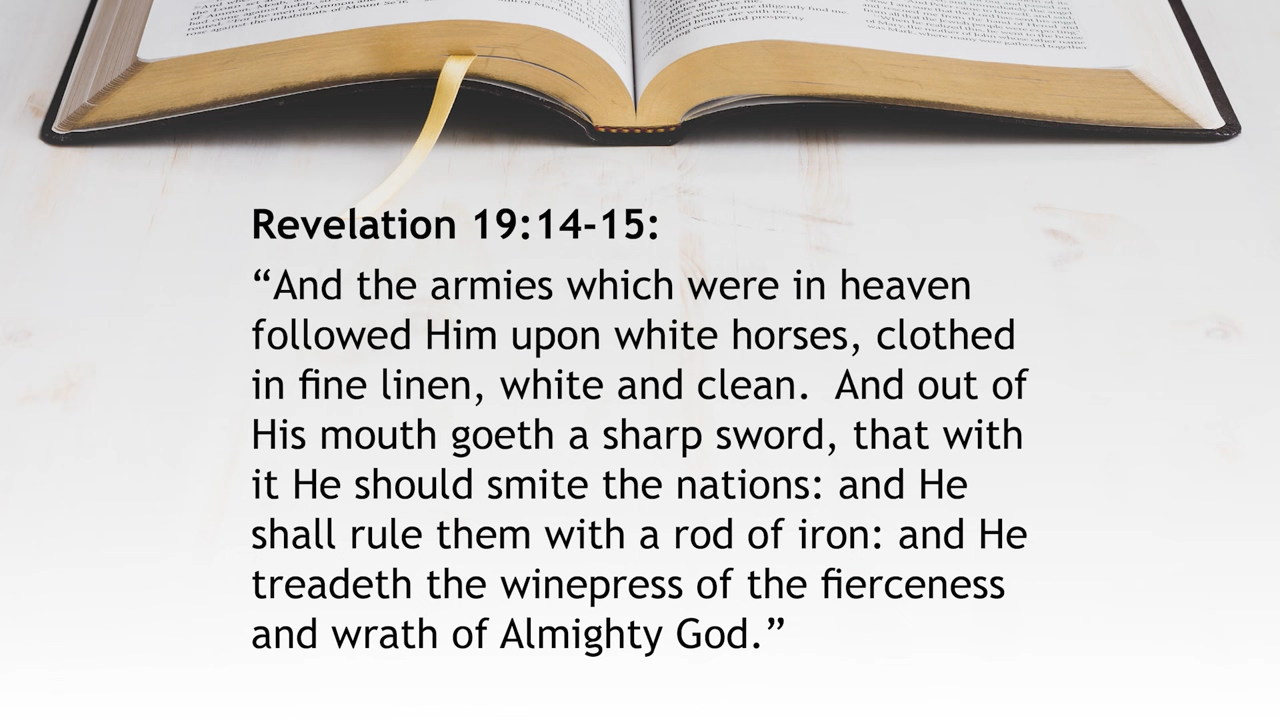 Revelation 19:14-15:
“And the armies which were in heaven
followed Him upon white horses, clothed
in fine linen, white and clean.  And out of
His mouth goeth a sharp sword, that with
it He should smite the nations: and He
shall rule them with a rod of iron: and He
treadeth the winepress of the fierceness
and wrath of Almighty God.”